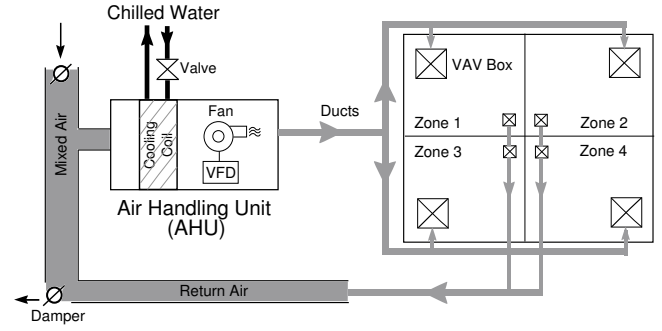 Chilled Water
Valve
VAV Box
Mixed Air
Cooling
Coil
Fan
VFD
Ducts
Zone 1
Zone 2
Zone 3
Zone 4
Air Handling Unit
(AHU)
Return Air
Damper